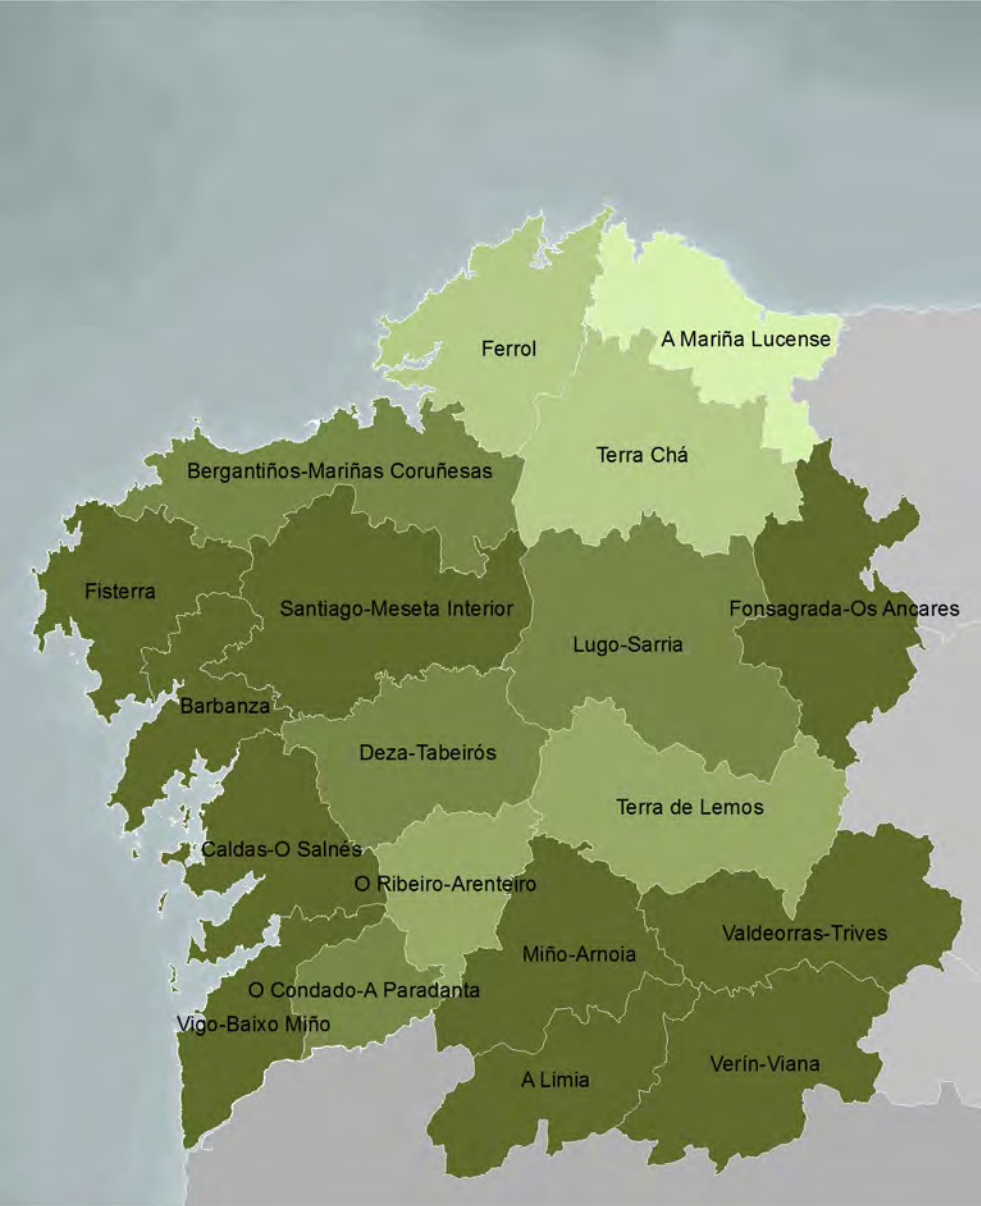 A Mariña Lucense
Ferrol
Terra Chá
Bergantiños-Mariñas Coruñesas
Fisterra
Santiago-Meseta Interior
Fonsagrada-Os Ancares
Lugo-Sarria
Barbanza
Deza-Tabeirós
Terra de Lemos
Caldas-O Salnés
O Ribeiro-Arenteiro
Valdeorras-Trives
Miño-Arnoia
O Condado-A Paradanta
Vigo-Baixo Miño
Verín-Viana
A Limia